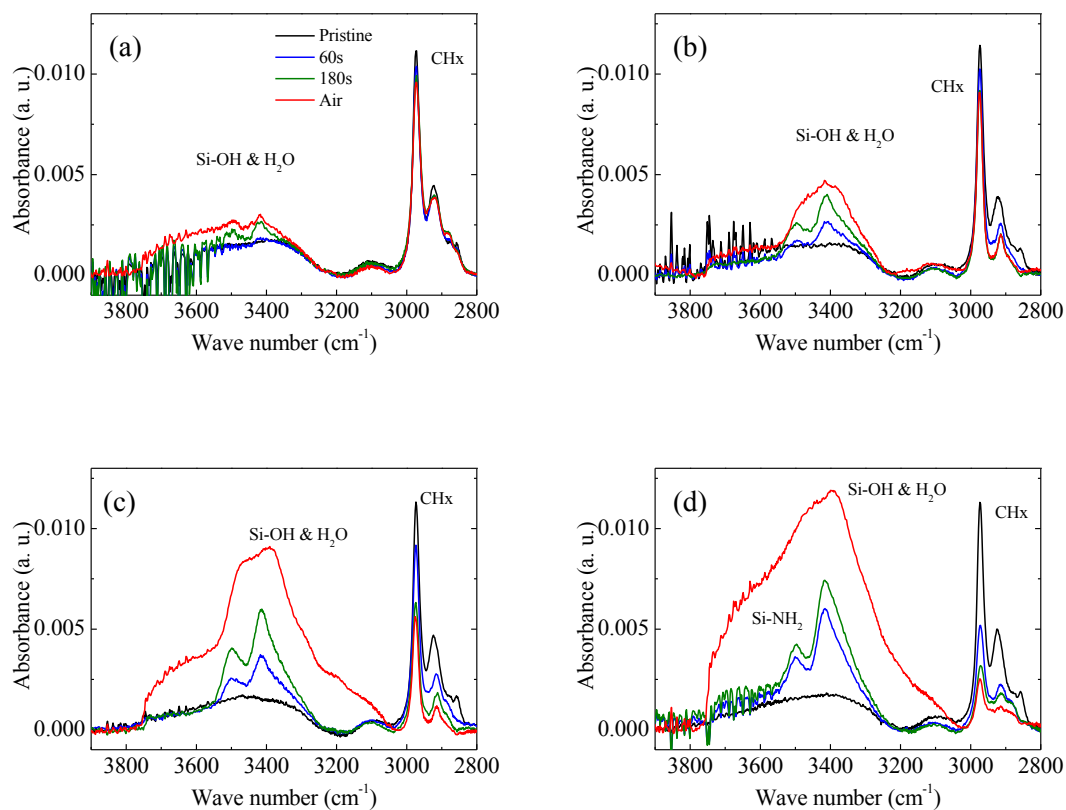 (a)
Pristine
60s
180s
Air
CHx
Si-OH & H2O
0.010
0.005
0.000
Absorbance (a. u.)
3800 3600 3400 3200 3000 2800
Wave number (cm-1)
(b)
CHx
Si-OH & H2O
0.010
0.005
0.000
Absorbance (a. u.)
3800 3600 3400 3200 3000 2800
Wave number (cm-1)
(c)
CHx
Si-OH & H2O
0.010
0.005
0.000
Absorbance (a. u.)
3800 3600 3400 3200 3000 2800
Wave number (cm-1)
(d)
Si-OH & H2O
CHx
Si-NH2
0.010
0.005
0.000
Absorbance (a. u.)
3800 3600 3400 3200 3000 2800
Wave number (cm-1)